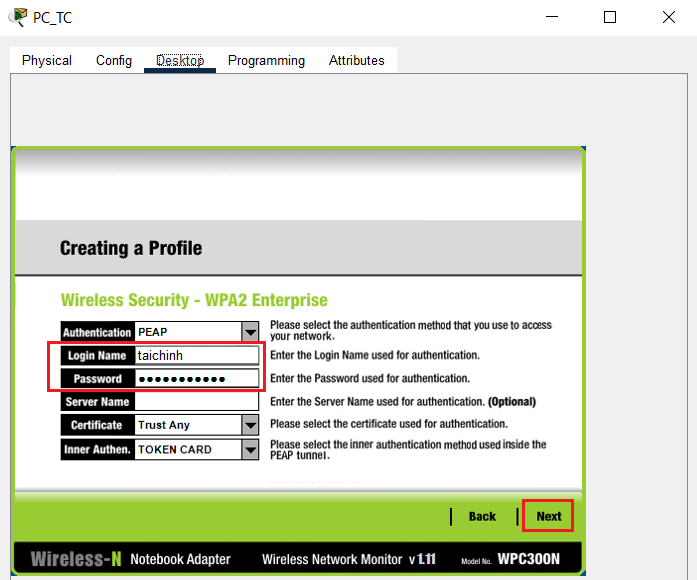 PC_TC
Physical Config Desktop Programming Attributes
Creating a Profile
Wireless Security - WPA2 Enterprise
Authentication PEAP Please select the authentication method that you use to access
your network.
Login Name taichinh Enter the Login Name used for authentication.
Password ●●●●●●●●●●● Enter the Password used for authentication.
Server Name Enter the Server Name used for authentication. (Optional)
Certificate Trust Any Please select the certificate used for authentication.
Inner Authen. TOKEN CARD Please select the inner authentication method used inside the
PEAP tunnel.
Back Next
Wireless-N Notebook Adapter Wireless Network Monitor v 1.11 Model No. WPC300N